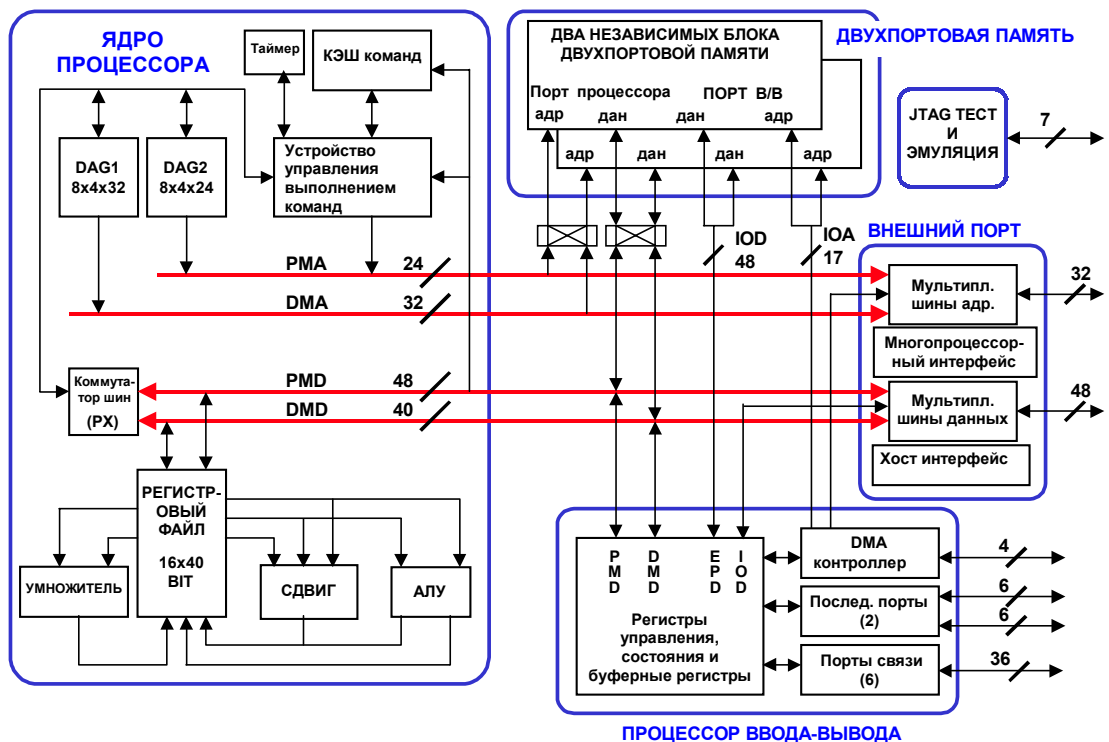 ЯДРО
ПРОЦЕССОРА
Таймер
КЭШ команд
DAG1
8x4x32
DAG2
8x4x24
Устройство
управления
выполнением
команд
PMA 24
DMA 32
PMD 48
DMD 40
Коммута-
тор шин
(PX)
РЕГИСТР-
ОВЫЙ
ФАЙЛ
16x40
BIT
УМНОЖИТЕЛЬ
СДВИГ
АЛУ
ДВУХПОРТОВАЯ ПАМЯТЬ
ДВА НЕЗАВИСИМЫХ БЛОКА
ДВУХПОРТОВОЙ ПАМЯТИ
Порт процессора ПОРТ В/В
адр дан дан адр
адр дан дан адр
IOD
48
IOA
17
JTAG ТЕСТ
И
ЭМУЛЯЦИЯ
7
ВНЕШНИЙ ПОРТ
Мультипл.
шины адр.
32
Многопроцессор-
ный интерфейс
Мультипл.
шины данных
48
Хост интерфейс
PMD
DMD
EPD
IOD
Регистры
управления,
состояния и
буферные регистры
DMA
контроллер
4
Послед. порты
(2)
6
6
Порты связи
(6)
36
ПРОЦЕССОР ВВОДА-ВЫВОДА